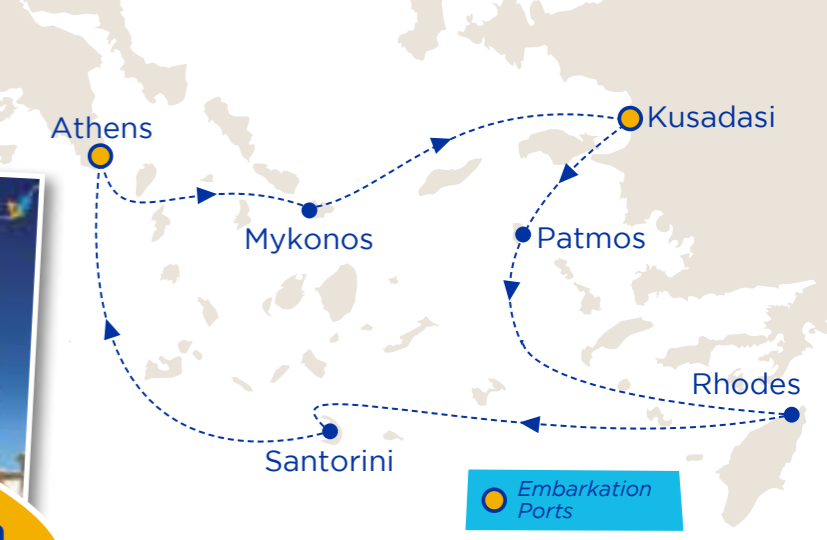 Athens
Kusadasi
Mykonos
Patmos
Rhodes
Santorini
Embarkation
Ports